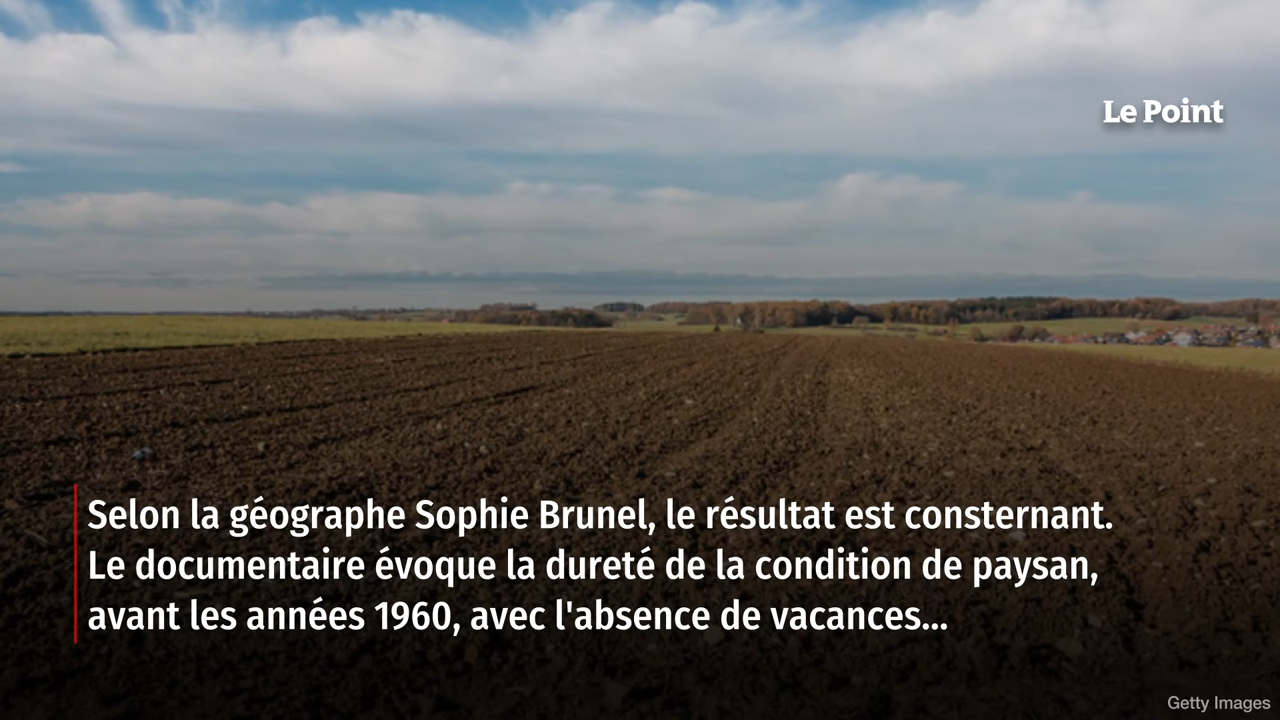 Le Point
Selon la géographe Sophie Brunel, le résultat est consternant.
Le documentaire évoque la dureté de la condition de paysan,
avant les années 1960, avec l'absence de vacances...
Getty Images